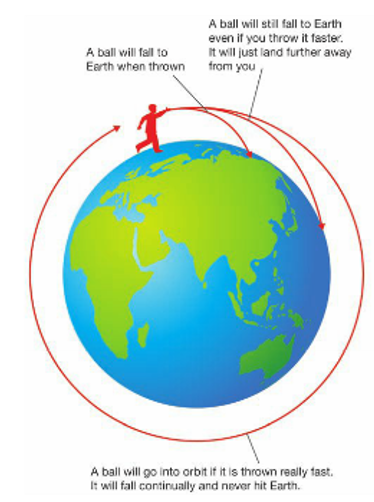 A ball will fall to
Earth when thrown
A ball will still fall to Earth
even if you throw it faster.
It will just land further away
from you
A ball will go into orbit if it is thrown really fast.
It will fall continually and never hit Earth.